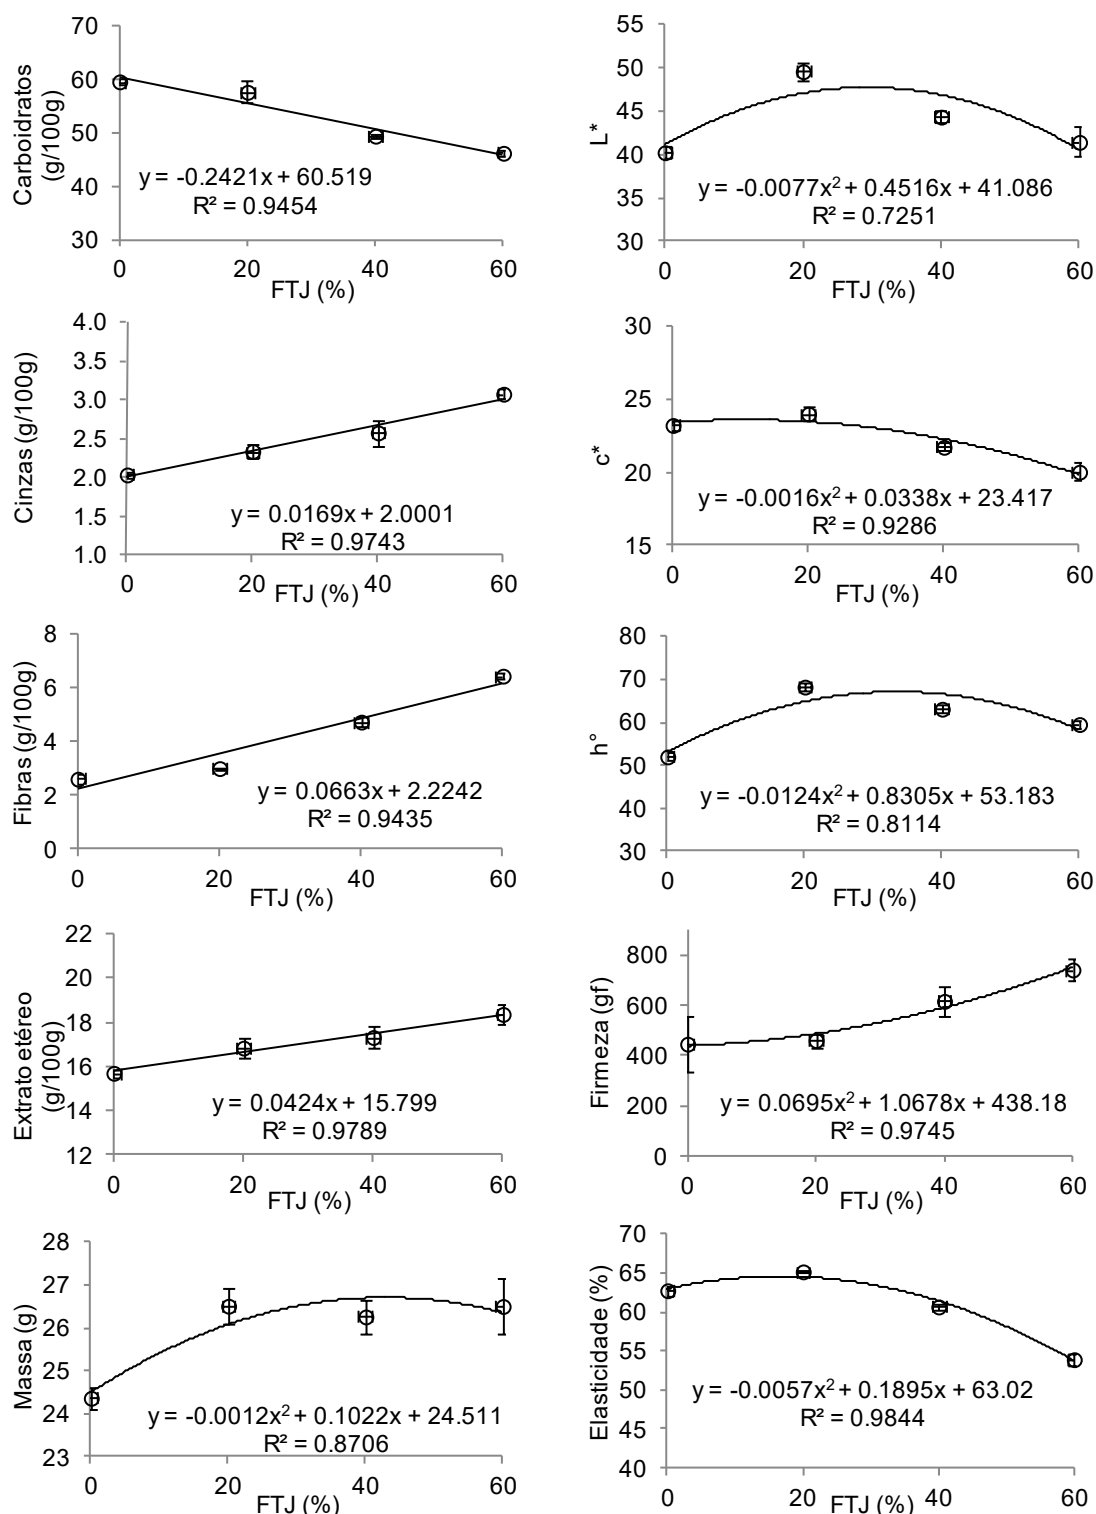 70
60
50
40
30
Carboidratos
(g/100g)
y = -0.2421x + 60.519
R² = 0.9454
0 20 40 60
FTJ (%)
55
50
45
40
35
30
L*
y = -0.0077x² + 0.4516x + 41.086
R² = 0.7251
0 20 40 60
FTJ (%)
4.0
3.5
3.0
2.5
2.0
1.5
1.0
Cinzas (g/100g)
y = 0.0169x + 2.0001
R² = 0.9743
0 20 40 60
FTJ (%)
30
25
20
15
c*
y = -0.0016x² + 0.0338x + 23.417
R² = 0.9286
0 20 40 60
FTJ (%)
8
6
4
2
0
Fibras (g/100g)
y = 0.0663x + 2.2242
R² = 0.9435
0 20 40 60
FTJ (%)
80
70
60
50
40
30
h°
y = -0.0124x² + 0.8305x + 53.183
R² = 0.8114
0 20 40 60
FTJ (%)
22
20
18
16
14
12
Extrato etéreo
(g/100g)
y = 0.0424x + 15.799
R² = 0.9789
0 20 40 60
FTJ (%)
800
600
400
200
0
Firmeza (gf)
y = 0.0695x² + 1.0678x + 438.18
R² = 0.9745
0 20 40 60
FTJ (%)
28
27
26
25
24
23
Massa (g)
y = -0.0012x² + 0.1022x + 24.511
R² = 0.8706
0 20 40 60
FTJ (%)
70
65
60
55
50
45
40
Elasticidade (%)
y = -0.0057x² + 0.1895x + 63.02
R² = 0.9844
0 20 40 60
FTJ (%)